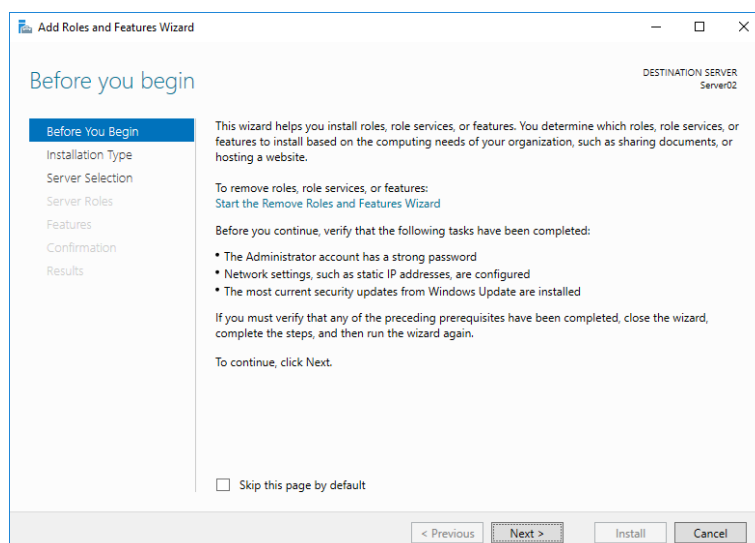 Add Roles and Features Wizard
Before you begin
DESTINATION SERVER
Server02
Before You Begin
Installation Type
Server Selection
Server Roles
Features
Confirmation
Results
This wizard helps you install roles, role services, or features. You determine which roles, role services, or
features to install based on the computing needs of your organization, such as sharing documents, or
hosting a website.
To remove roles, role services, or features:
Start the Remove Roles and Features Wizard
Before you continue, verify that the following tasks have been completed:
• The Administrator account has a strong password
• Network settings, such as static IP addresses, are configured
• The most current security updates from Windows Update are installed
If you must verify that any of the preceding prerequisites have been completed, close the wizard,
complete the steps, and then run the wizard again.
To continue, click Next.
Skip this page by default
< Previous
Next >
Install
Cancel